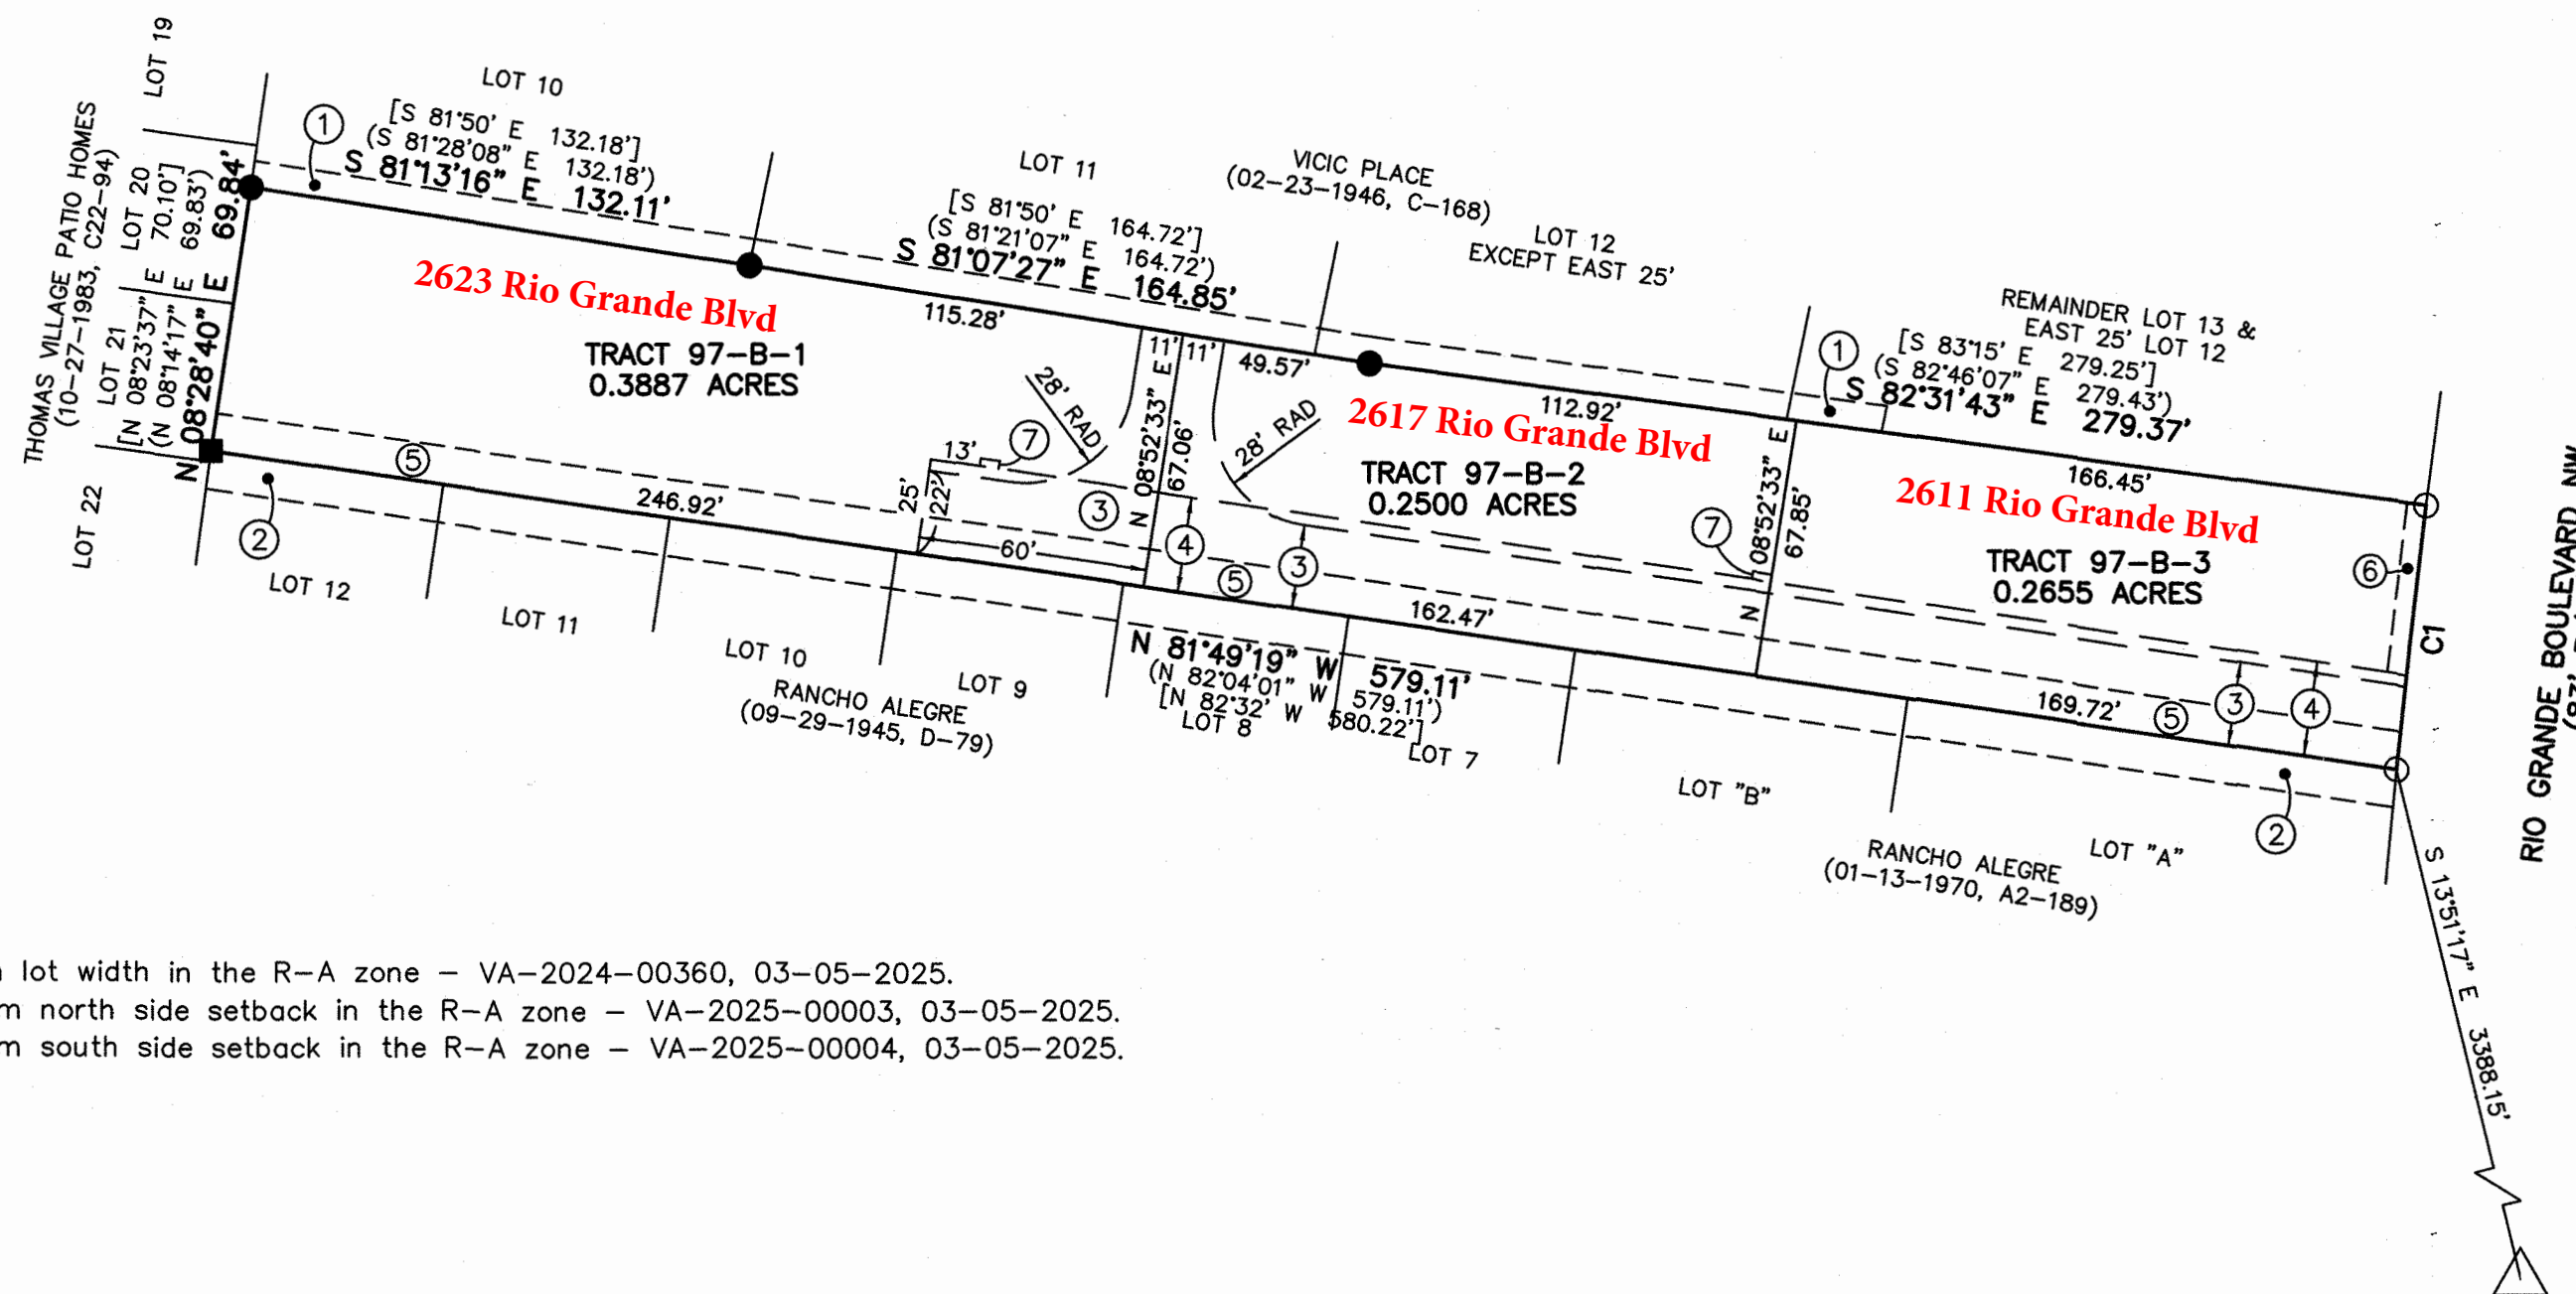 LOT 19
LOT 10
[S 81°50' E 132.18']
(S 81°28'08" E 132.18')
S 81°13'16" E 132.11'
1
LOT 11
[S 81°50' E 164.72']
(S 81°21'07" E 164.72')
S 81°07'27" E 164.85'
VICIC PLACE
(02-23-1946, C-168)
LOT 12
EXCEPT EAST 25'
REMAINDER LOT 13 &
EAST 25' LOT 12
[S 83°15' E 279.25']
(S 82°46'07" E 279.43')
S 82°31'43" E 279.37'
1
THOMAS VILLAGE PATIO HOMES
(10-27-1983, C22-94)
LOT 20
LOT 21
[N 08°23'37" E 70.10']
(N 08°14'17" E 69.83')
N 08°28'40" E 69.84'
LOT 22
2623 Rio Grande Blvd
TRACT 97-B-1
0.3887 ACRES
115.28'
11'
11'
49.57'
28' RAD
28' RAD
N 08°52'33" E
67.06'
13'
7
25'
22'
60'
3
4
5
246.92'
2
2617 Rio Grande Blvd
112.92'
TRACT 97-B-2
0.2500 ACRES
7
N 08°52'33" E
67.85'
3
5
162.47'
2611 Rio Grande Blvd
166.45'
TRACT 97-B-3
0.2655 ACRES
6
C1
3
4
5
169.72'
2
RIO GRANDE BOULEVARD NW
LOT 12
LOT 11
LOT 10
LOT 9
RANCHO ALEGRE
(09-29-1945, D-79)
N 81°49'19" W 579.11'
(N 82°04'01" W 579.11')
[N 82°32' W 580.22']
LOT 8
LOT 7
LOT "B"
LOT "A"
RANCHO ALEGRE
(01-13-1970, A2-189)
S 13°51'17" E 3388.15'
lot width in the R-A zone - VA-2024-00360, 03-05-2025.
m north side setback in the R-A zone - VA-2025-00003, 03-05-2025.
m south side setback in the R-A zone - VA-2025-00004, 03-05-2025.